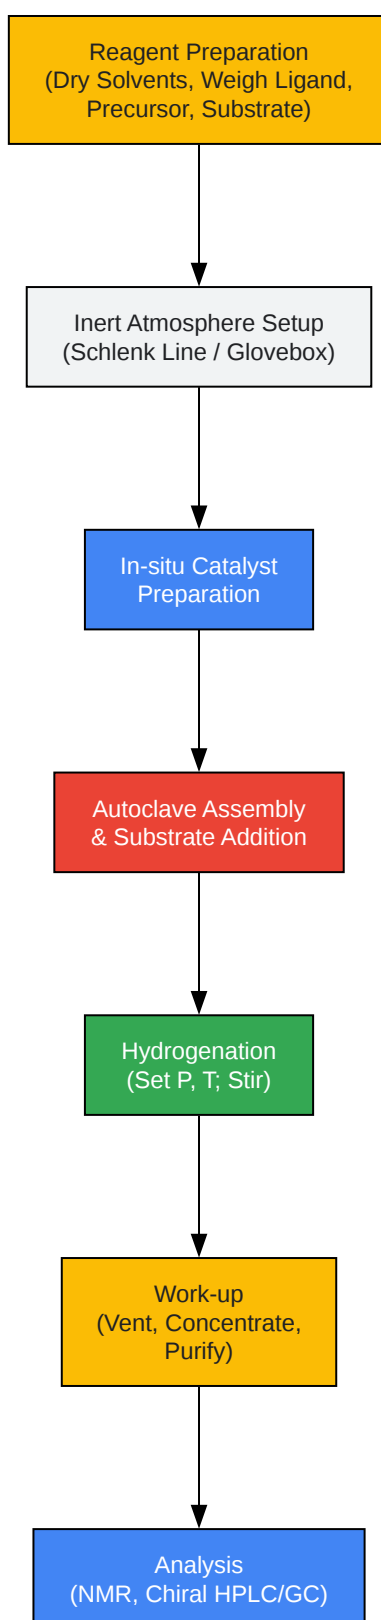 Reagent Preparation
(Dry Solvents, Weigh Ligand,
Precursor, Substrate)
Inert Atmosphere Setup
(Schlenk Line / Glovebox)
In-situ Catalyst
Preparation
Autoclave Assembly
& Substrate Addition
Hydrogenation
(Set P, T; Stir)
Work-up
(Vent, Concentrate,
Purify)
Analysis
(NMR, Chiral HPLC/GC)